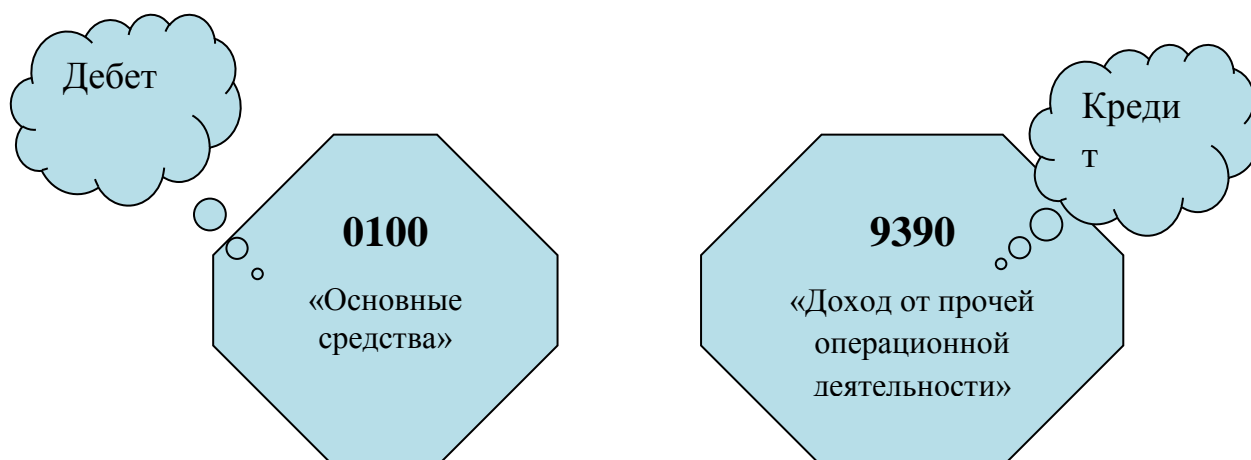 Дебет
Креди
т
0100
«Основные
средства»
9390
«Доход от прочей
операционной
деятельности»